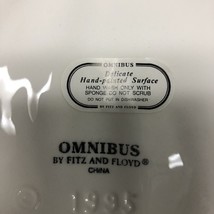 OMNIBUS
Delicate
Hand-painted Surface
HAND WASH ONLY WITH
SPONGE DO NOT SCRUB
DO NOT PUT IN DISHWASHER
OMNIBUS
BY FITZ AND FLOYD®
CHINA
© 1995